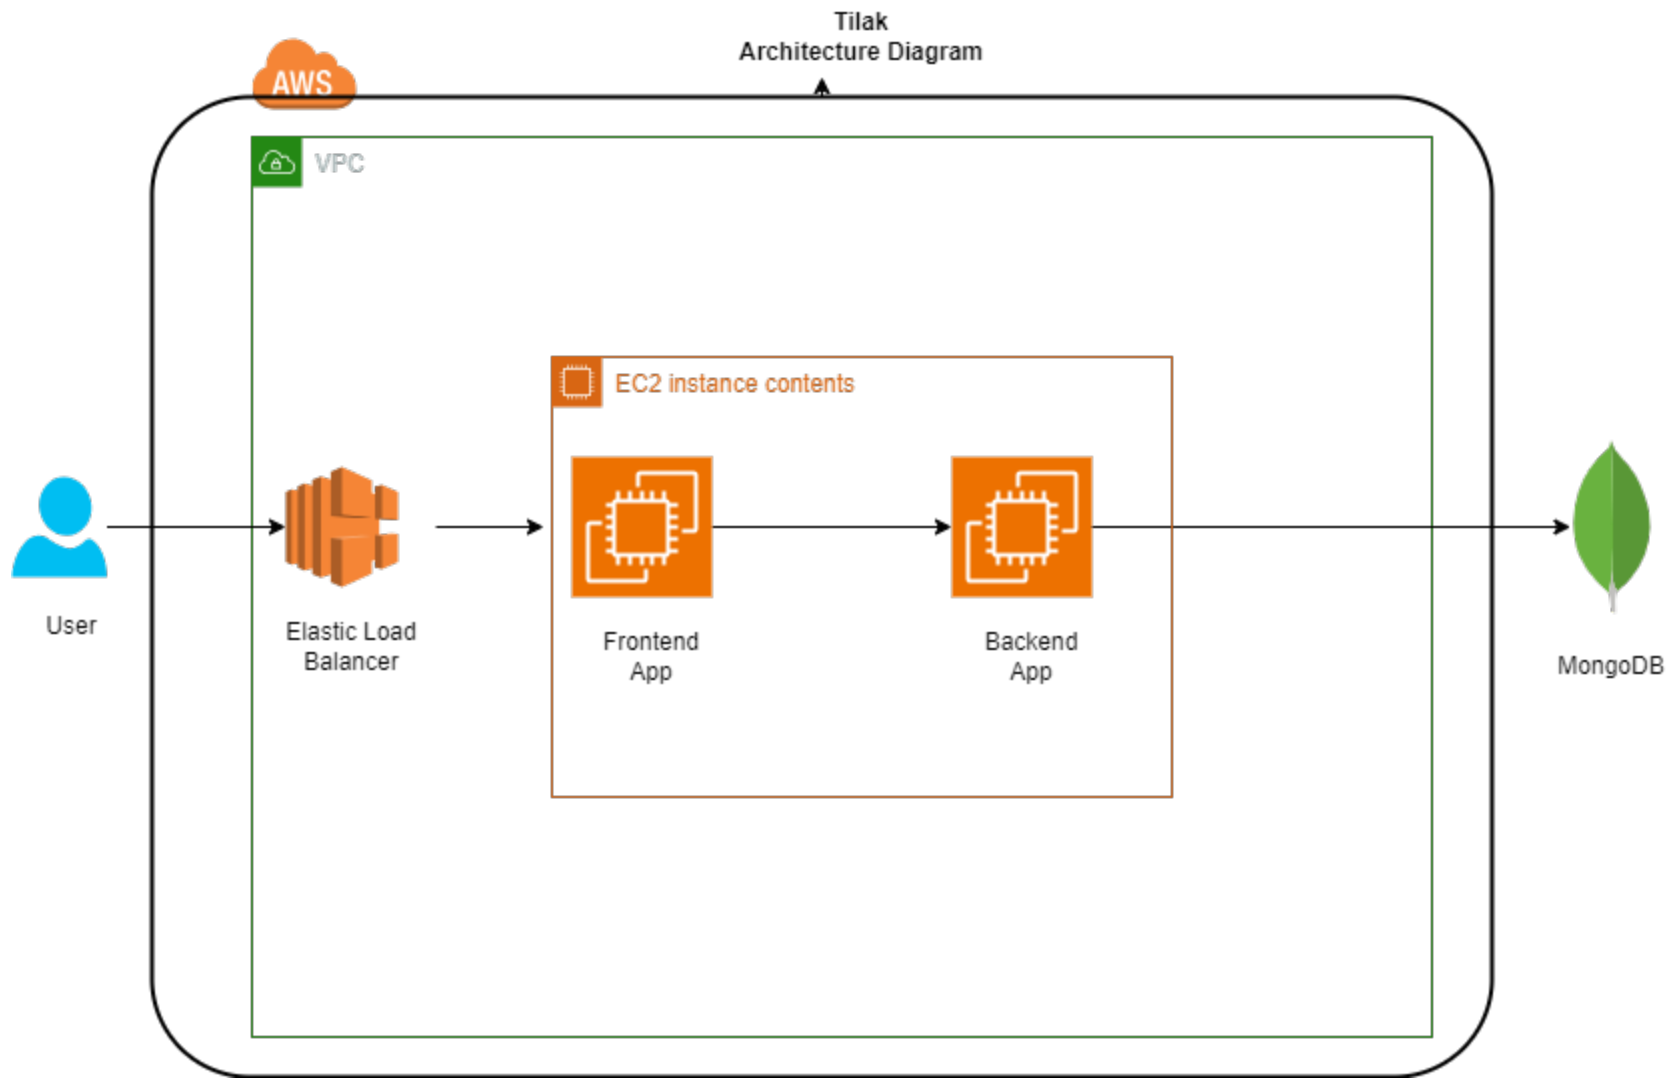 Tilak
Architecture Diagram
AWS
VPC
EC2 instance contents
User
Elastic Load
Balancer
Frontend
App
Backend
App
MongoDB